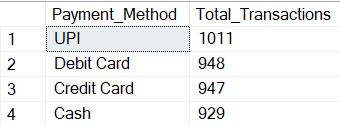 Payment_Method Total_Transactions
1 UPI 1011
2 Debit Card 948
3 Credit Card 947
4 Cash 929